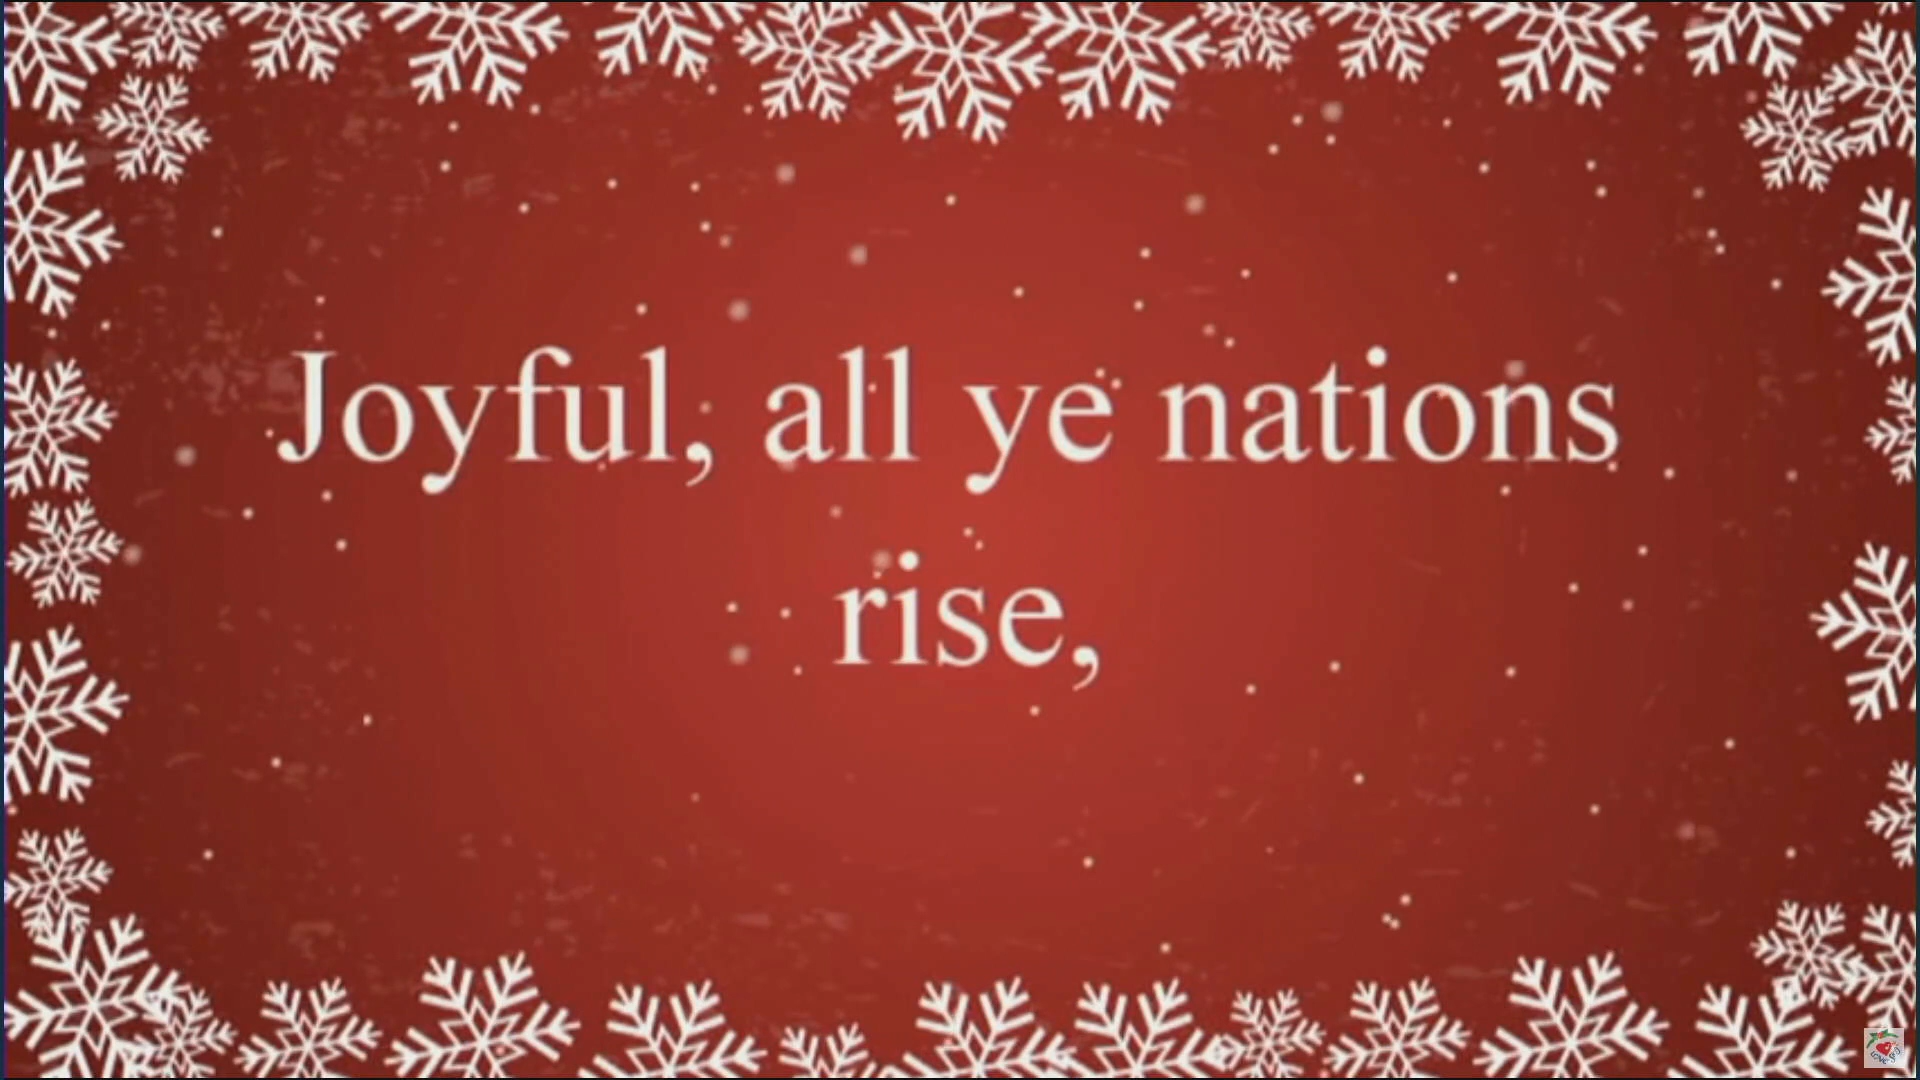 Joyful, all ye nations
rise,